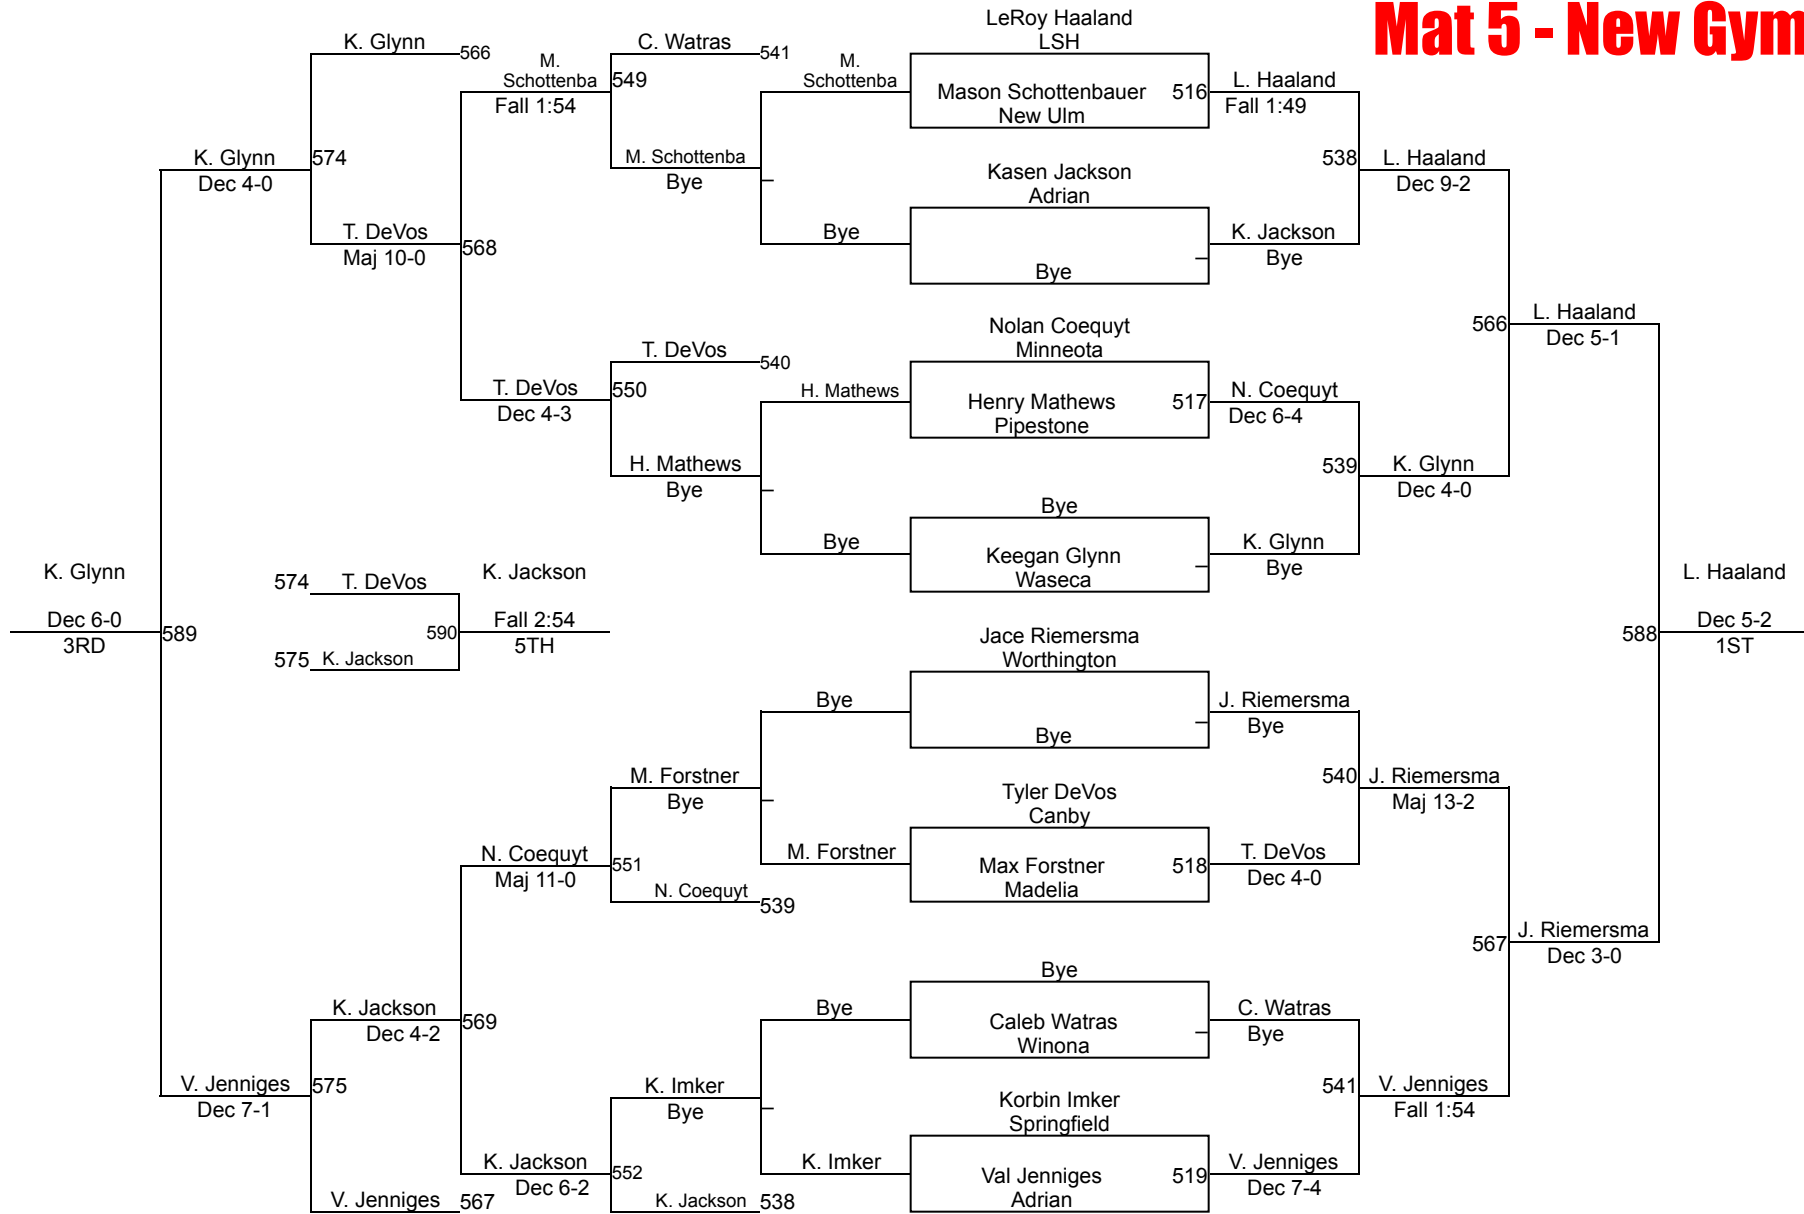 Mat 5 - New Gym
LeRoy Haaland
LSH
K. Glynn
566
C. Watras
541
M.
Schottenba
549
Fall 1:54
M.
Schottenba
Mason Schottenbauer
516
New Ulm
L. Haaland
Fall 1:49
K. Glynn
574
Dec 4-0
M. Schottenba
Bye
Kasen Jackson
Adrian
538
L. Haaland
Dec 9-2
T. DeVos
568
Maj 10-0
Bye
Bye
K. Jackson
Bye
Nolan Coequyt
Minneota
566
L. Haaland
Dec 5-1
T. DeVos
540
T. DeVos
550
Dec 4-3
H. Mathews
Henry Mathews
517
Pipestone
N. Coequyt
Dec 6-4
H. Mathews
Bye
539
K. Glynn
Dec 4-0
Bye
Bye
Keegan Glynn
Waseca
K. Glynn
Bye
K. Glynn
Dec 6-0
3RD
589
574
T. DeVos
575
K. Jackson
590
K. Jackson
Fall 2:54
5TH
L. Haaland
588
Dec 5-2
1ST
Jace Riemersma
Worthington
Bye
Bye
J. Riemersma
Bye
M. Forstner
Bye
Tyler DeVos
Canby
540
J. Riemersma
Maj 13-2
N. Coequyt
551
Maj 11-0
M. Forstner
Max Forstner
518
Madelia
T. DeVos
Dec 4-0
N. Coequyt
539
567
J. Riemersma
Dec 3-0
Bye
K. Jackson
569
Dec 4-2
Bye
Caleb Watras
Winona
C. Watras
Bye
V. Jenniges
575
Dec 7-1
K. Imker
Bye
Korbin Imker
Springfield
541
V. Jenniges
Fall 1:54
K. Jackson
552
Dec 6-2
K. Imker
Val Jenniges
519
Adrian
V. Jenniges
Dec 7-4
V. Jenniges
567
K. Jackson
538